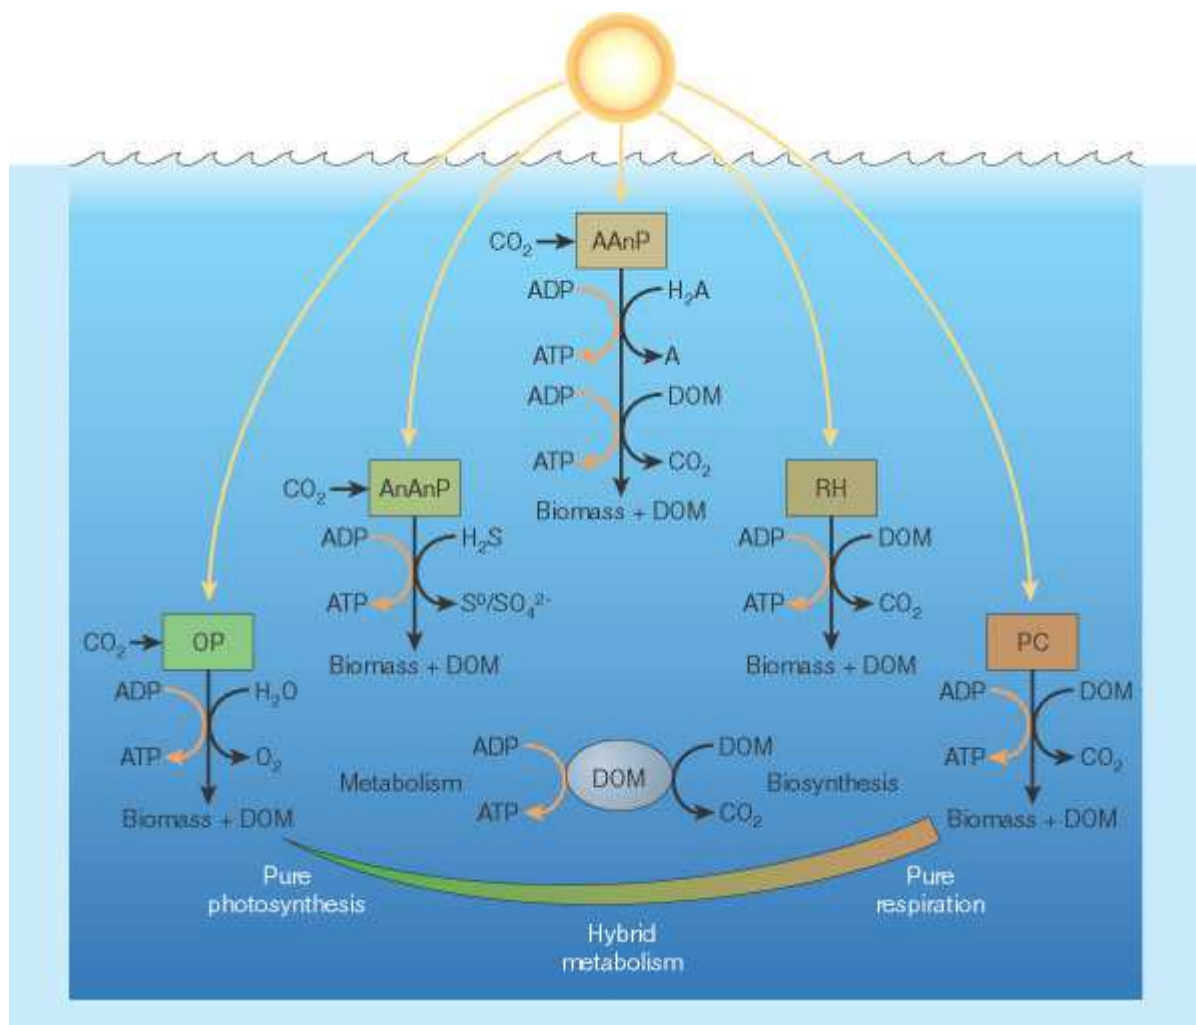 CO₂ AAnP
ADP H₂A
ATP A
ADP DOM
ATP CO₂
Biomass + DOM
CO₂ AnAnP
ADP H₂S
ATP S⁰/SO₄²⁻
Biomass + DOM
RH
ADP DOM
ATP CO₂
Biomass + DOM
CO₂ OP
ADP H₂O
ATP O₂
Biomass + DOM
PC
ADP DOM
ATP CO₂
Biomass + DOM
ADP DOM
Metabolism DOM Biosynthesis
ATP CO₂
Pure
photosynthesis
Hybrid
metabolism
Pure
respiration